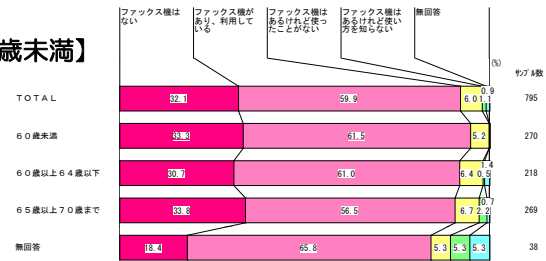 ファックス機は
ない
ファックス機が
あり、利用して
いる
ファックス機は
あるけれど使っ
たことがない
ファックス機は
あるけれど使い
方を知らない
無回答
歳未満】
(%)
サンプル数
TOTAL 32.1 59.9 6.0 1.1 0.9 795
60歳未満 33.3 61.5 5.2 270
60歳以上64歳以下 30.7 61.0 6.4 0.5 1.4 218
65歳以上70歳まで 33.8 56.5 6.7 2.2 0.7 269
無回答 18.4 65.8 5.3 5.3 5.3 38